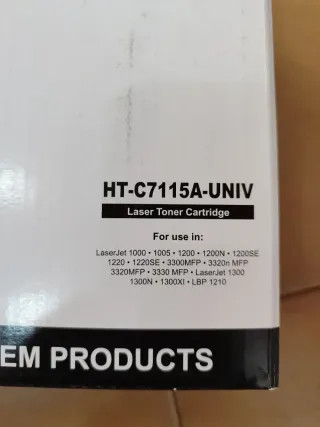 HT-C7115A-UNIV
Laser Toner Cartridge
For use in:
LaserJet 1000 • 1005 • 1200 • 1200N • 1200SE
1220 • 1220SE • 3300MFP • 3320n MFP
3320MFP • 3330 MFP • LaserJet 1300
1300N • 1300XI • LBP 1210
EM PRODUCTS